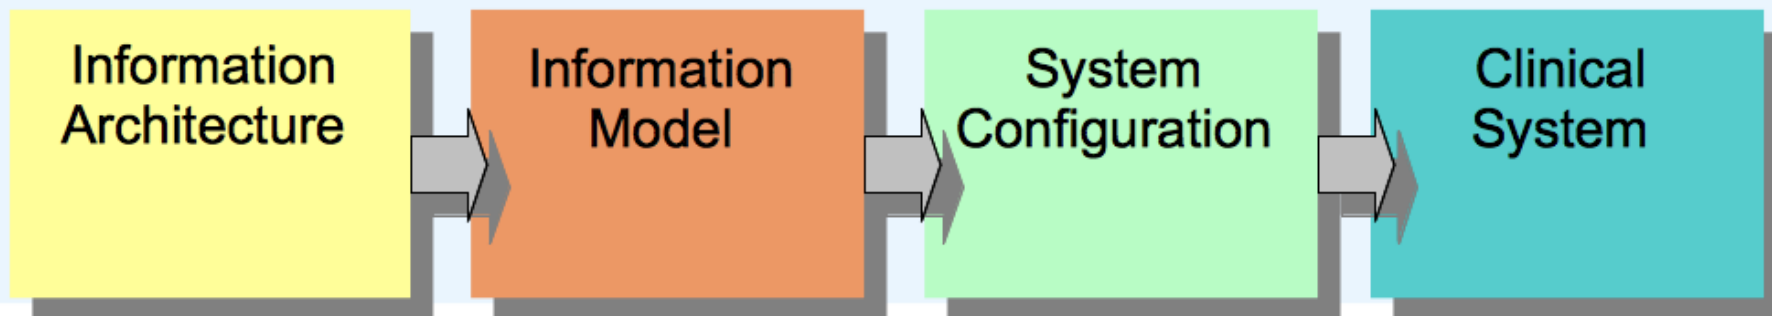 Information
Architecture
Information
Model
System
Configuration
Clinical
System